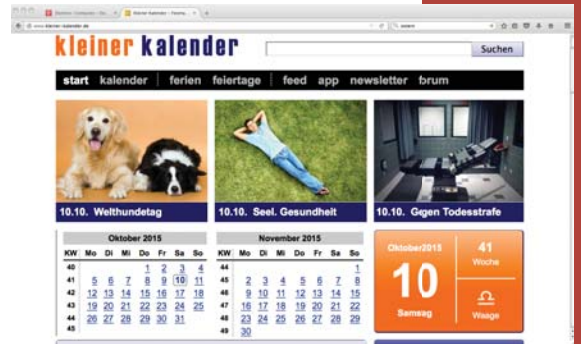 www.kleiner-kalender.de
kleiner kalender
Suchen
start kalender ferien feiertage feed app newsletter forum
10.10. Welthundetag
10.10. Seel. Gesundheit
10.10. Gegen Todesstrafe
Oktober 2015
KW Mo Di Mi Do Fr Sa So
40 1 2 3 4
41 5 6 7 8 9 10 11
42 12 13 14 15 16 17 18
43 19 20 21 22 23 24 25
44 26 27 28 29 30 31
45
November 2015
KW Mo Di Mi Do Fr Sa So
44 1
45 2 3 4 5 6 7 8
46 9 10 11 12 13 14 15
47 16 17 18 19 20 21 22
48 23 24 25 26 27 28 29
49 30
Oktober2015
10
Samstag
41
Woche
Waage